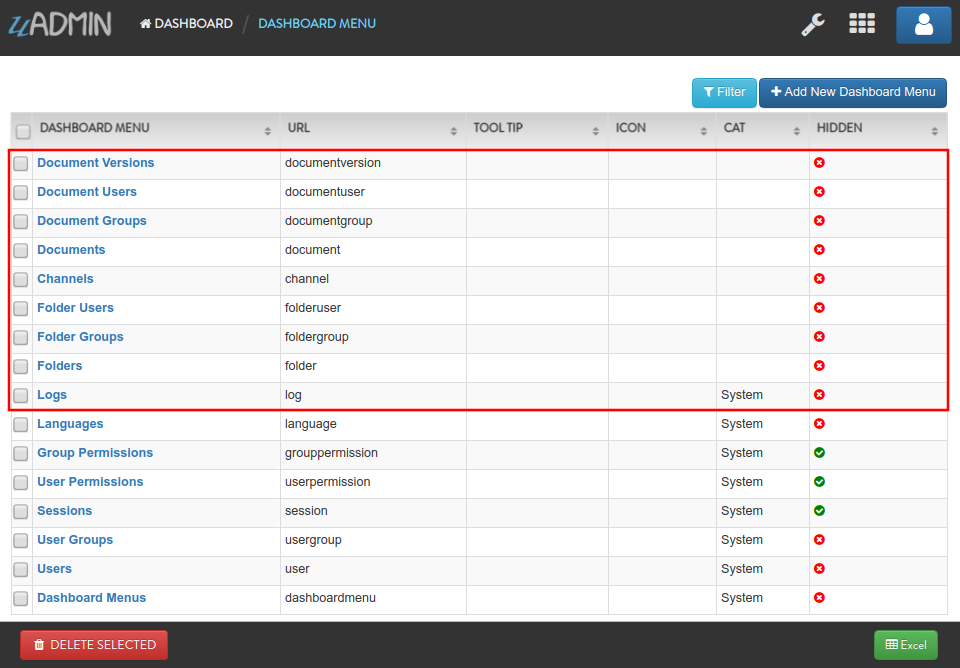 uADMIN DASHBOARD / DASHBOARD MENU
Filter Add New Dashboard Menu
DASHBOARD MENU URL TOOL TIP ICON CAT HIDDEN
Document Versions documentversion
Document Users documentuser
Document Groups documentgroup
Documents document
Channels channel
Folder Users folderuser
Folder Groups foldergroup
Folders folder
Logs log System
Languages language System
Group Permissions grouppermission System
User Permissions userpermission System
Sessions session System
User Groups usergroup System
Users user System
Dashboard Menus dashboardmenu System
DELETE SELECTED Excel